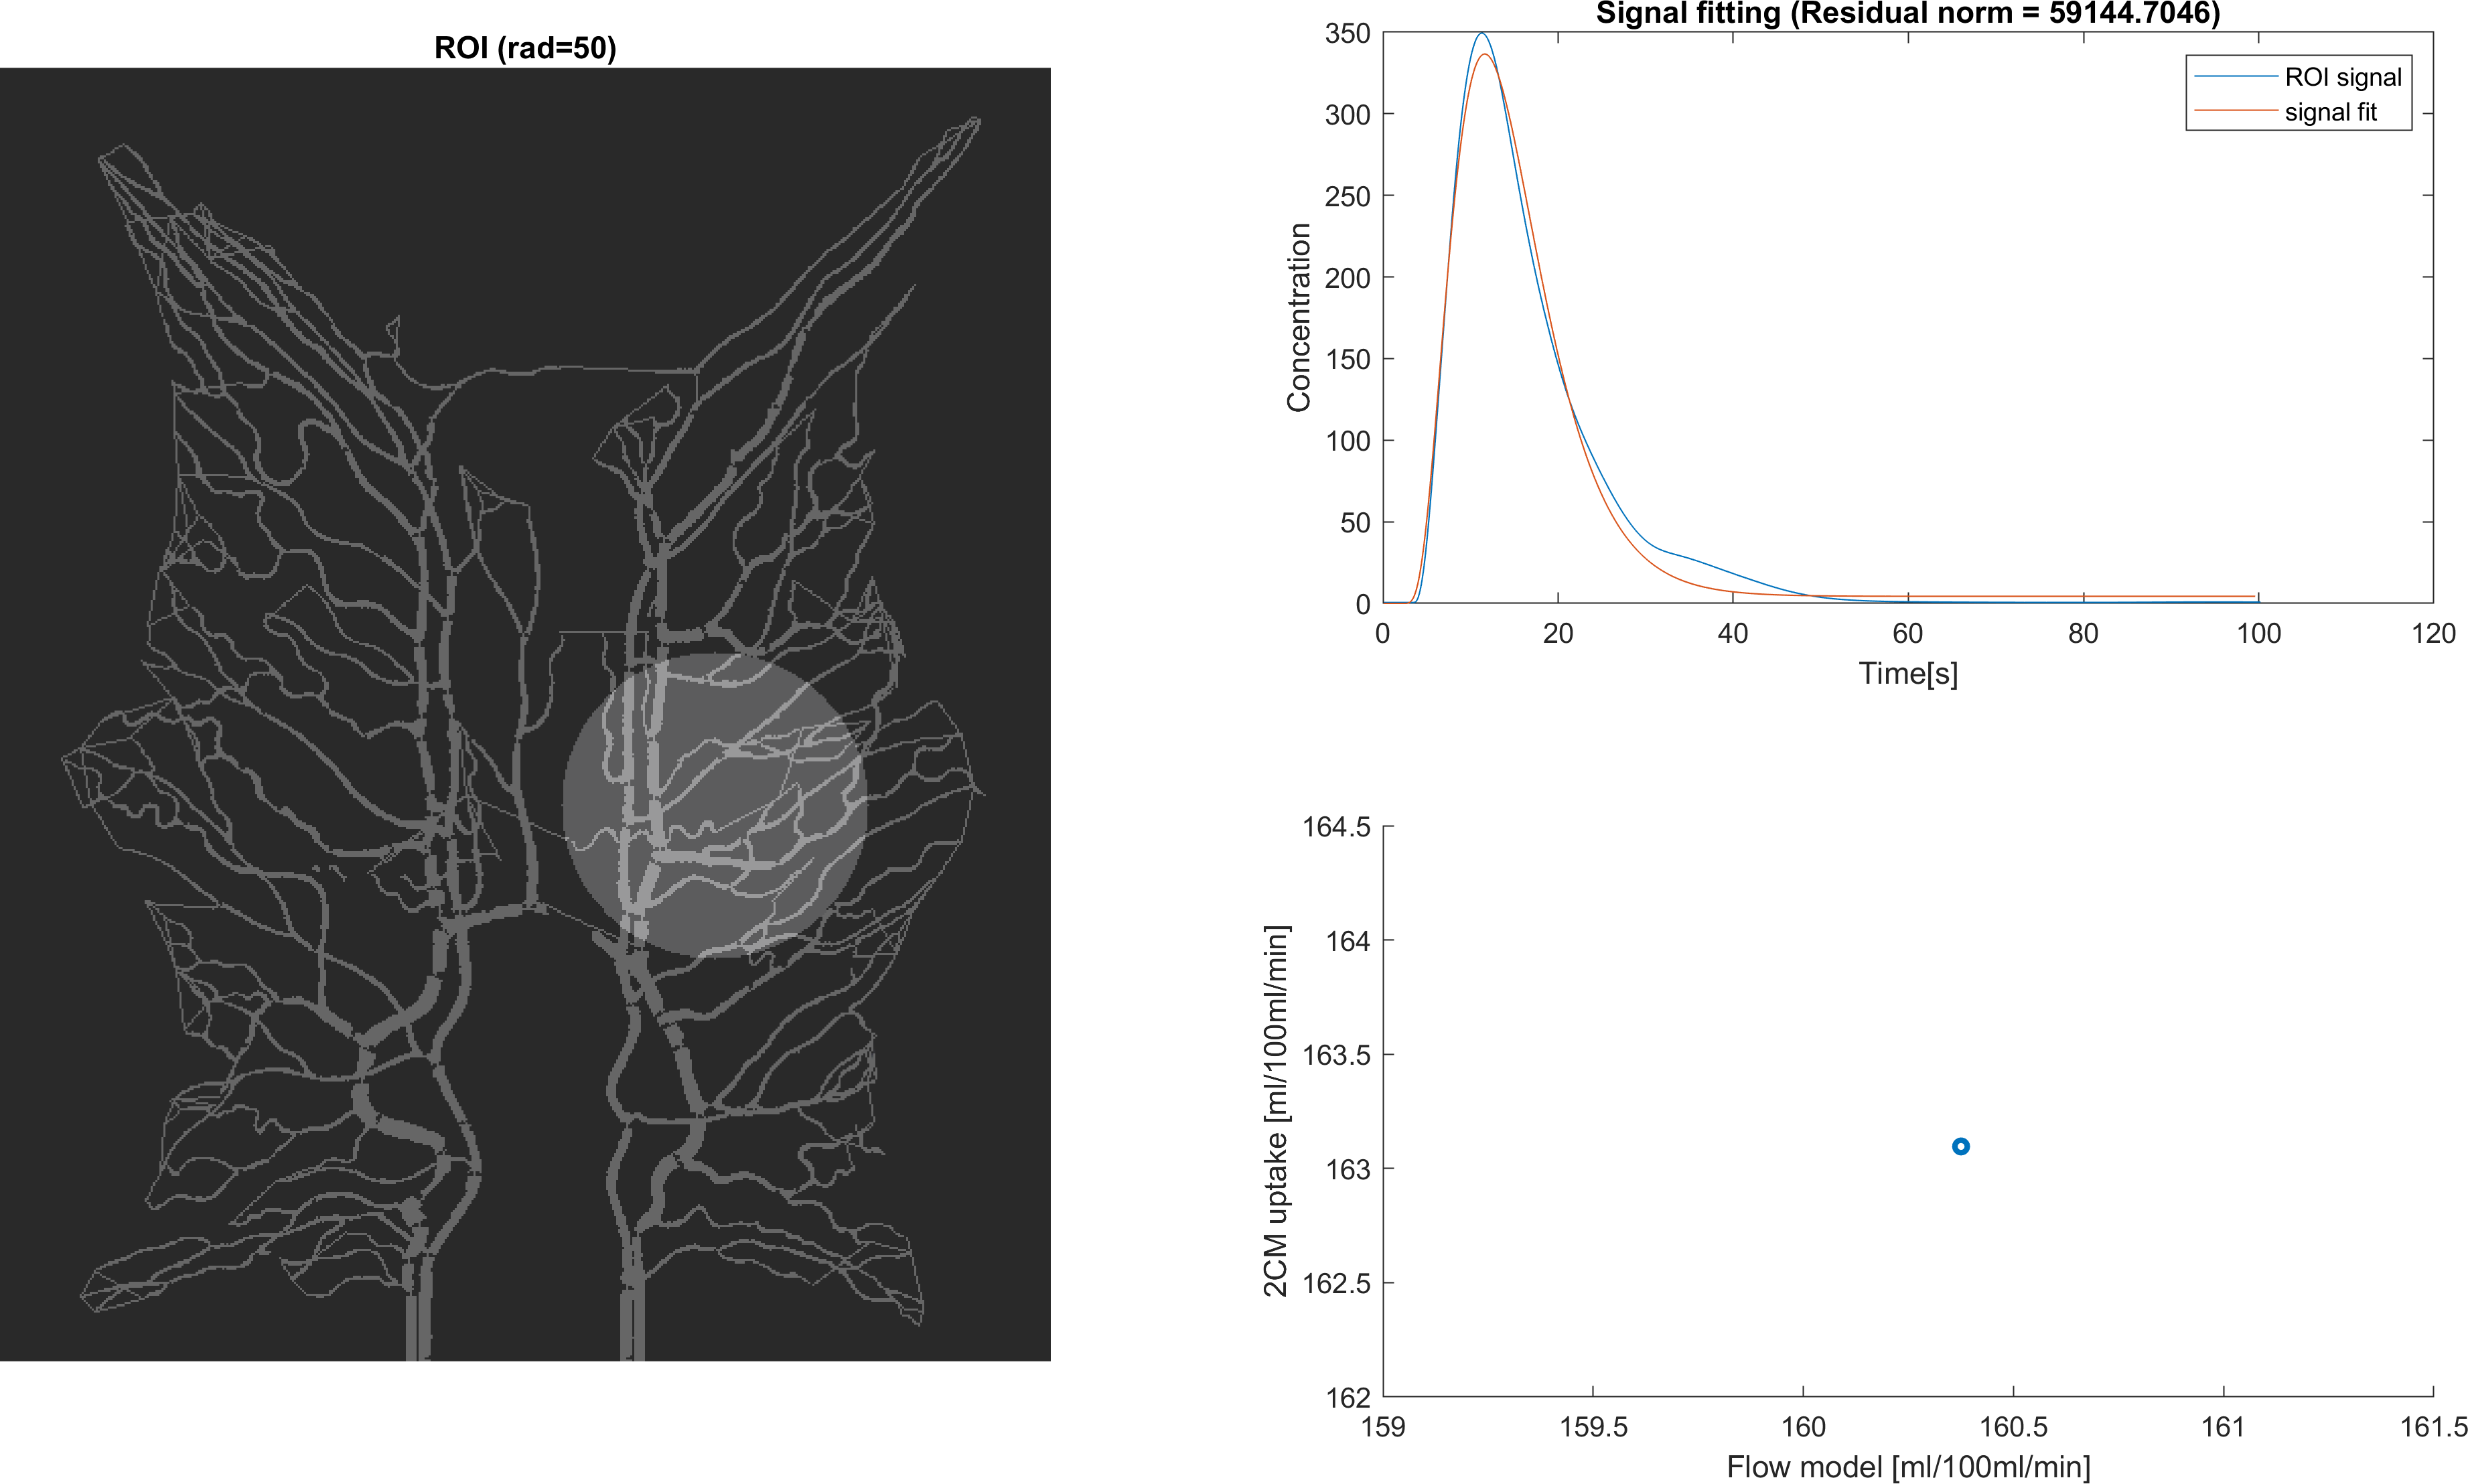 ROI (rad=50)
Signal fitting (Residual norm = 59144.7046)
350
300
250
200
150
100
50
0
Concentration
ROI signal
signal fit
0 20 40 60 80 100 120
Time[s]
164.5
164
163.5
163
162.5
162
2CM uptake [ml/100ml/min]
159 159.5 160 160.5 161 161.5
Flow model [ml/100ml/min]